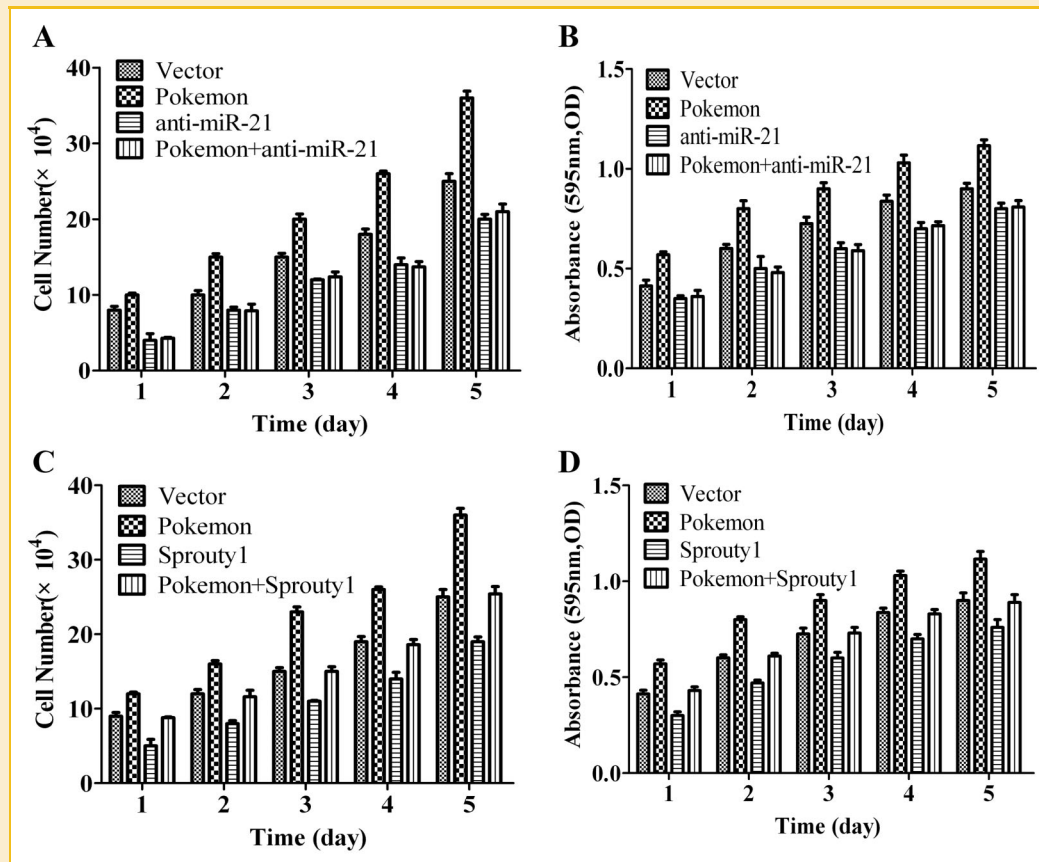 A
Vector
Pokemon
anti-miR-21
Pokemon+anti-miR-21
Cell Number(× 10⁴)
40
30
20
10
0
1 2 3 4 5
Time (day)
B
Vector
Pokemon
anti-miR-21
Pokemon+anti-miR-21
Absorbance (595nm,OD)
1.5
1.0
0.5
0.0
1 2 3 4 5
Time (day)
C
Vector
Pokemon
Sprouty1
Pokemon+Sprouty1
Cell Number(× 10⁴)
40
30
20
10
0
1 2 3 4 5
Time (day)
D
Vector
Pokemon
Sprouty1
Pokemon+Sprouty1
Absorbance (595nm,OD)
1.5
1.0
0.5
0.0
1 2 3 4 5
Time (day)